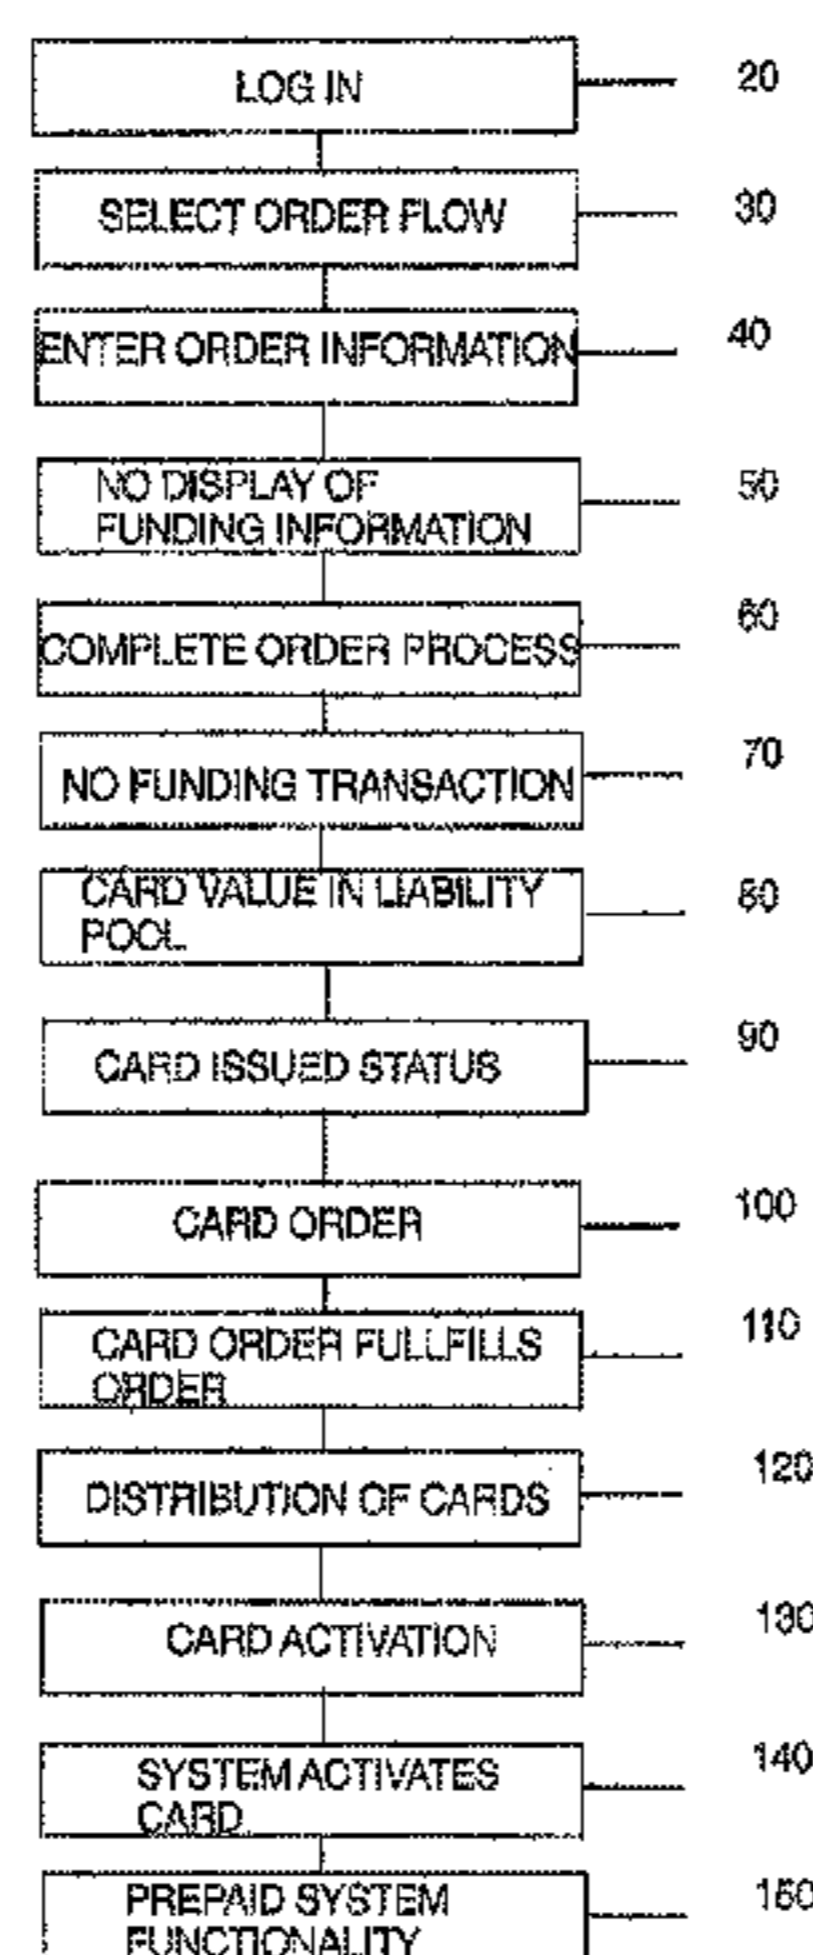 LOG IN 20
SELECT ORDER FLOW 30
ENTER ORDER INFORMATION 40
NO DISPLAY OF
FUNDING INFORMATION 50
COMPLETE ORDER PROCESS 60
NO FUNDING TRANSACTION 70
CARD VALUE IN LIABILITY
POOL 80
CARD ISSUED STATUS 90
CARD ORDER 100
CARD ORDER FULLFILLS
ORDER 110
DISTRIBUTION OF CARDS 120
CARD ACTIVATION 130
SYSTEM ACTIVATES
CARD 140
PREPAID SYSTEM
FUNCTIONALITY 150